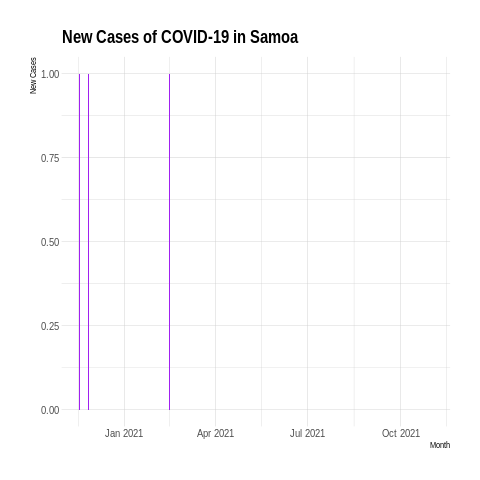 New Cases of COVID-19 in Samoa
New Cases
1.00
0.75
0.50
0.25
0.00
Jan 2021 Apr 2021 Jul 2021 Oct 2021
Month